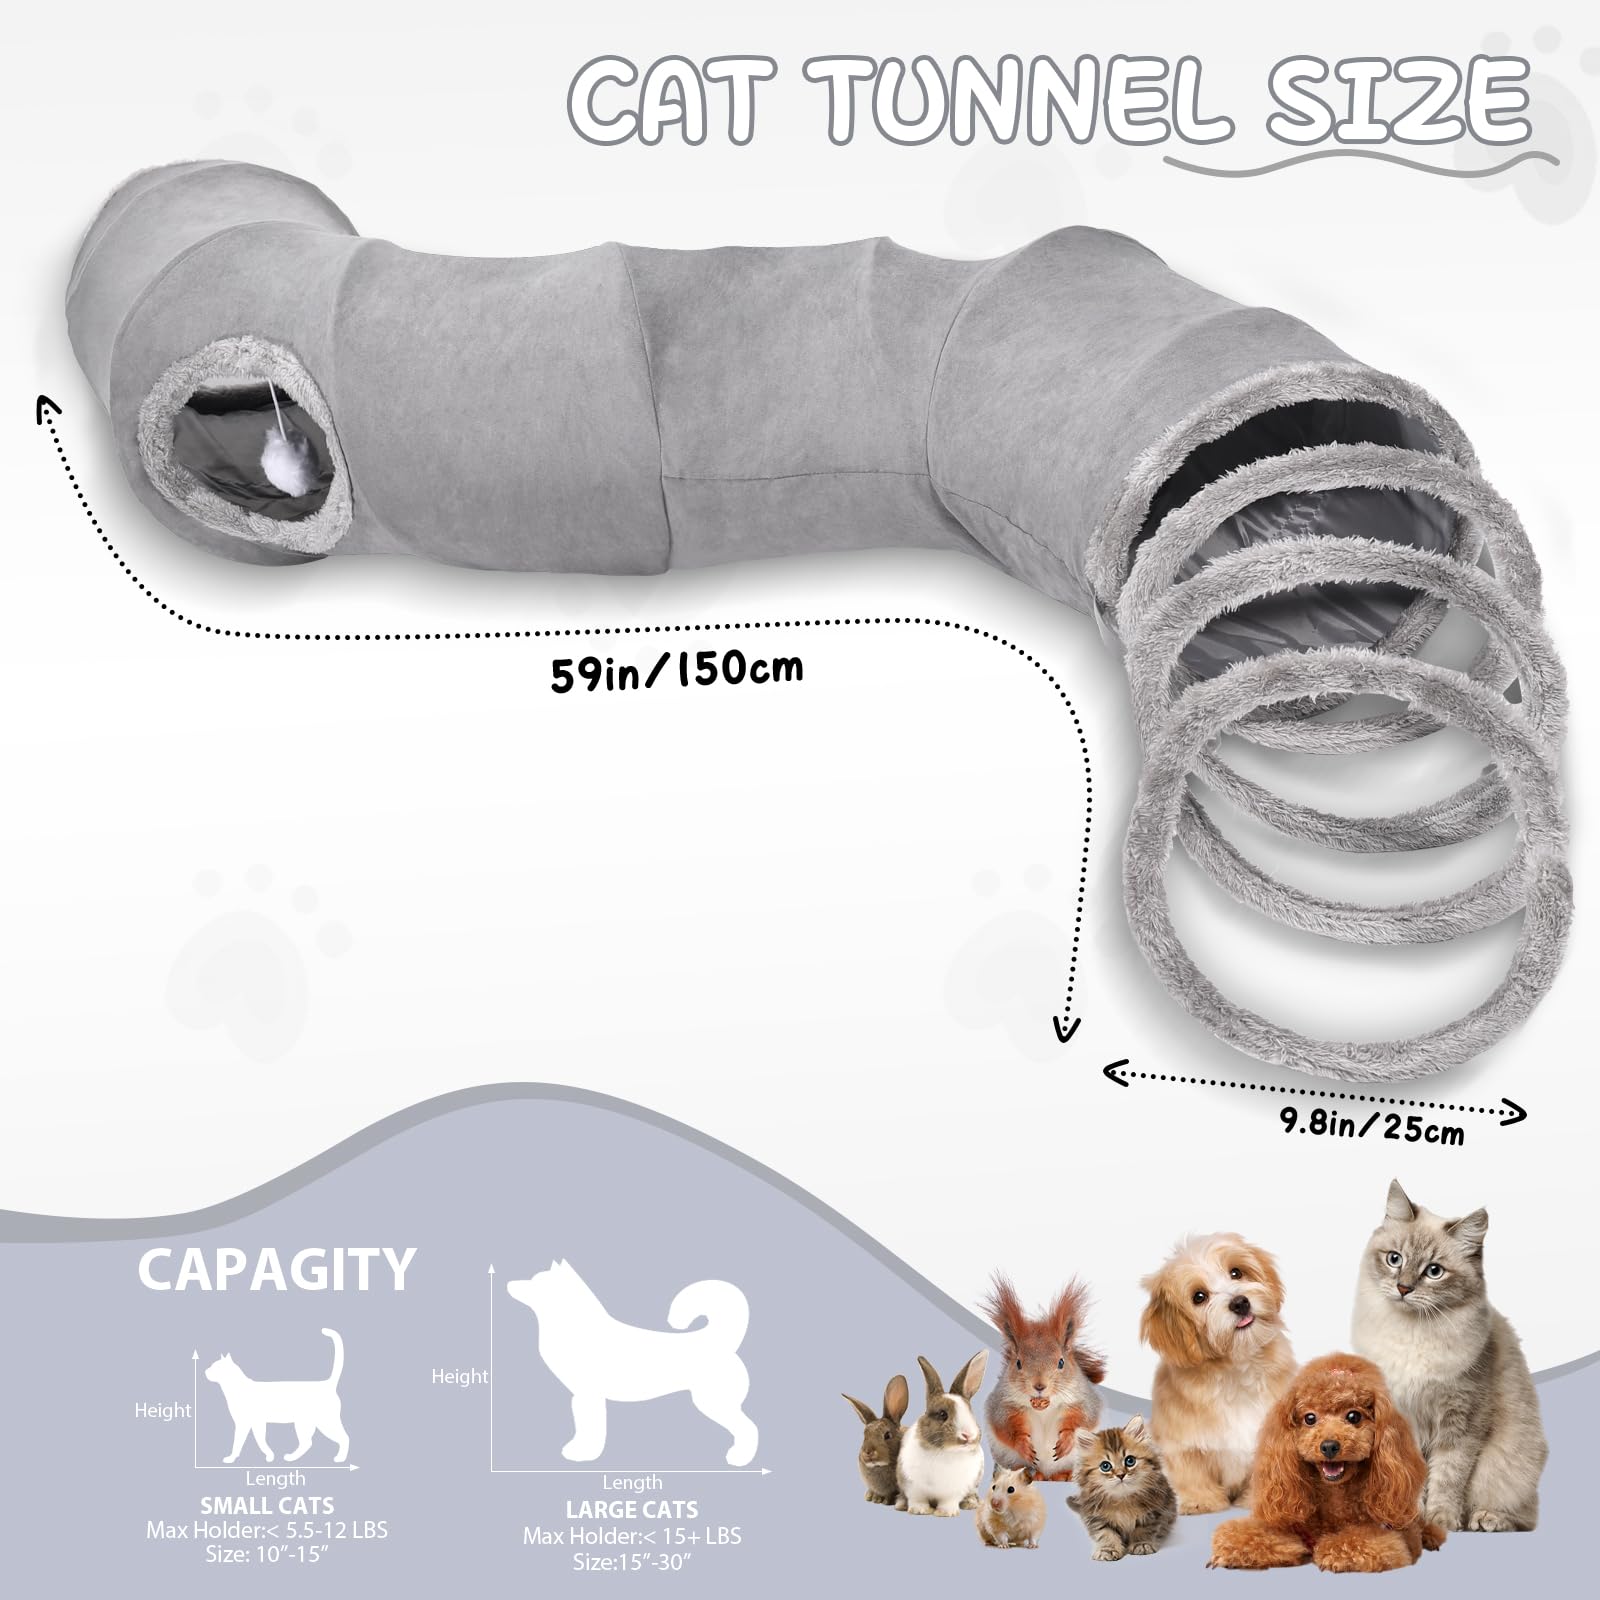 CAT TUNNEL SIZE
59in/150cm
9.8in/25cm
CAPAGITY
Height
Length
SMALL CATS
Max Holder:< 5.5-12 LBS
Size: 10”-15”
Height
Length
LARGE CATS
Max Holder:< 15+ LBS
Size:15”-30”